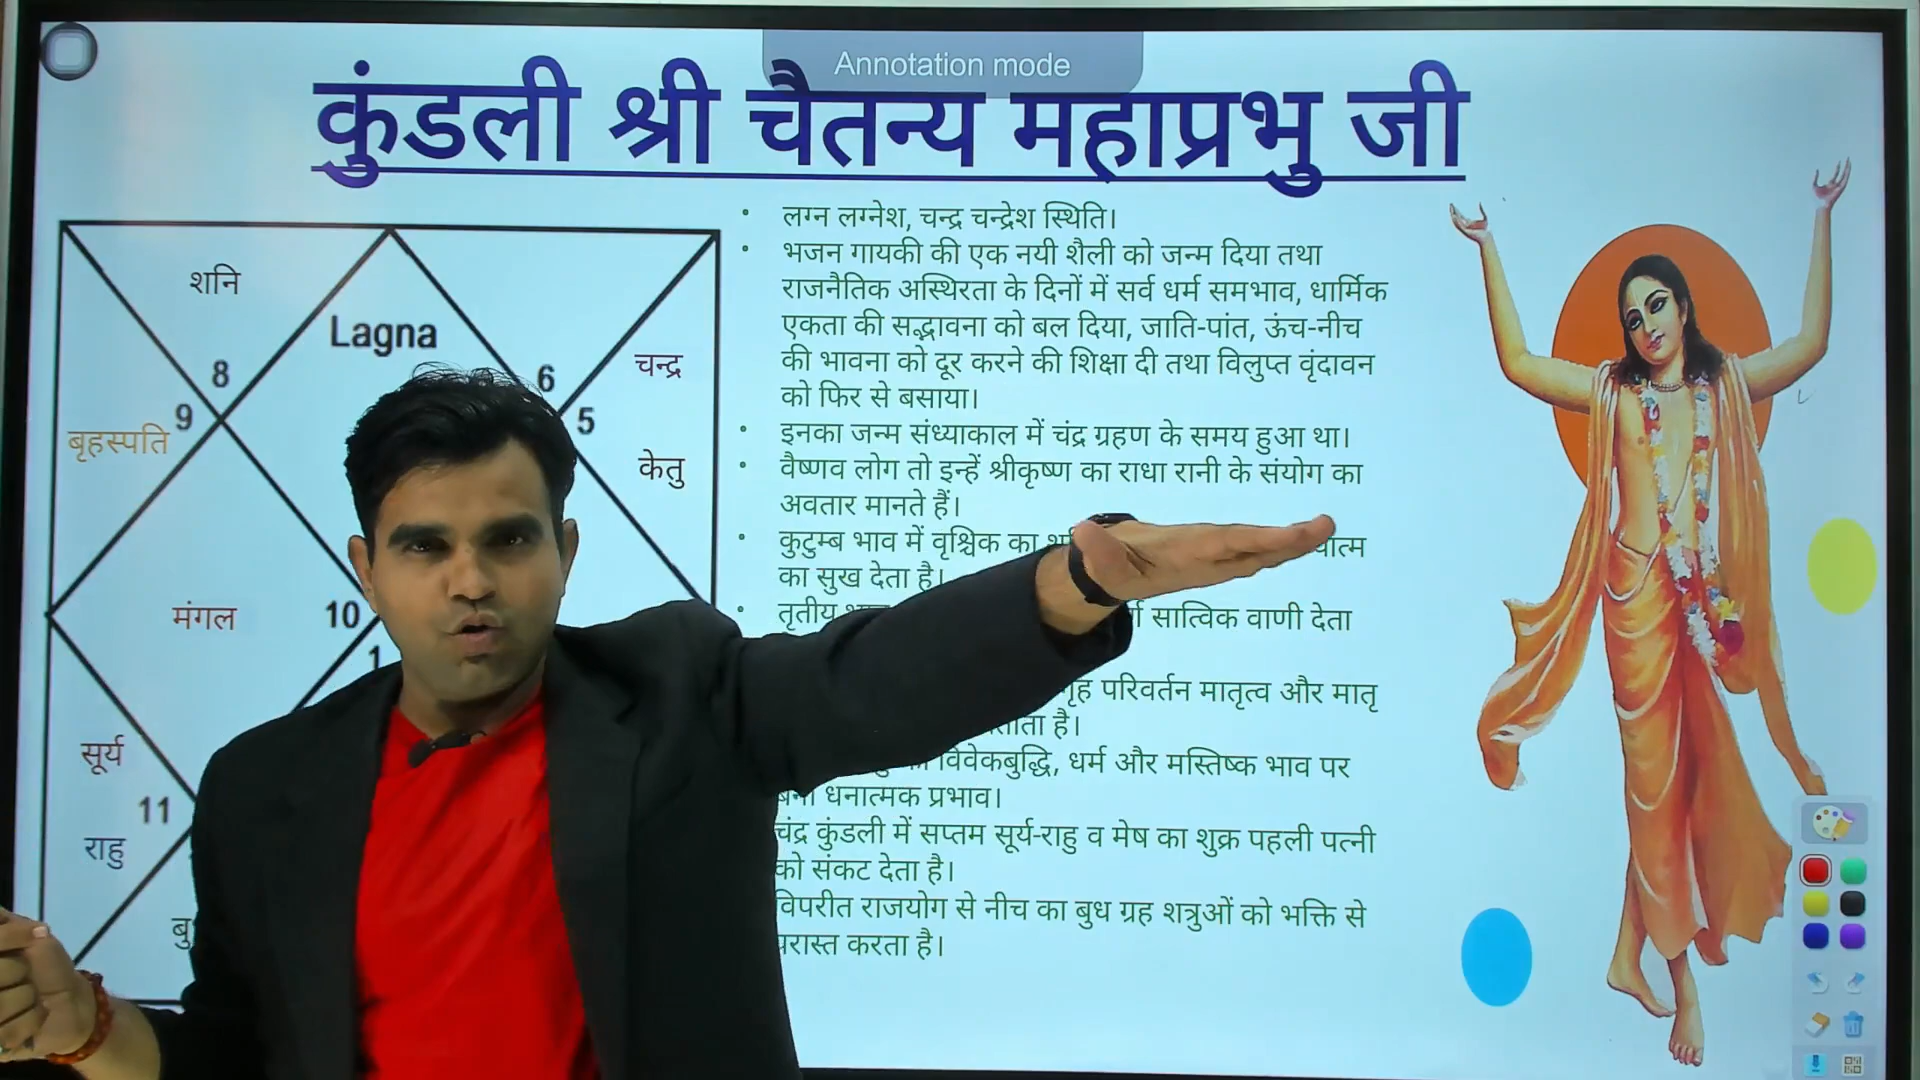 Annotation mode
कुंडली श्री चैतन्य महाप्रभु जी
शनि
Lagna
चन्द्र
8
6
9
5
बृहस्पति
केतु
मंगल
10
1
सूर्य
11
राहु
• लग्न लग्नेश, चन्द्र चन्द्रेश स्थिति।
• भजन गायकी की एक नयी शैली को जन्म दिया तथा
राजनैतिक अस्थिरता के दिनों में सर्व धर्म समभाव, धार्मिक
एकता की सद्भावना को बल दिया, जाति-पांत, ऊंच-नीच
की भावना को दूर करने की शिक्षा दी तथा विलुप्त वृंदावन
को फिर से बसाया।
• इनका जन्म संध्याकाल में चंद्र ग्रहण के समय हुआ था।
• वैष्णव लोग तो इन्हें श्रीकृष्ण का राधा रानी के संयोग का
अवतार मानते हैं।
• कुटुम्ब भाव में वृश्चिक का
का सुख देता है।
• तृतीय सात्विक वाणी देता
परिवर्तन मातृत्व और मातृ
है।
विवेकबुद्धि, धर्म और मस्तिष्क भाव पर
धनात्मक प्रभाव।
चंद्र कुंडली में सप्तम सूर्य-राहु व मेष का शुक्र पहली पत्नी
को संकट देता है।
विपरीत राजयोग से नीच का बुध ग्रह शत्रुओं को भक्ति से
परास्त करता है।